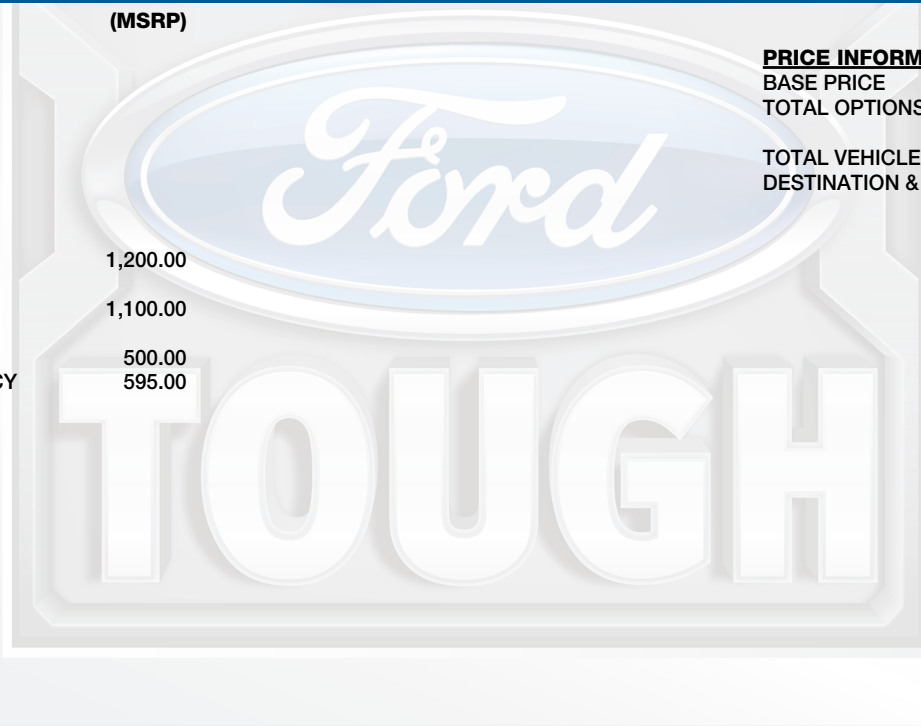 (MSRP)
PRICE INFORM
BASE PRICE
TOTAL OPTIONS
TOTAL VEHICLE
DESTINATION &
1,200.00
1,100.00
500.00
CY 595.00
Ford
TOUGH